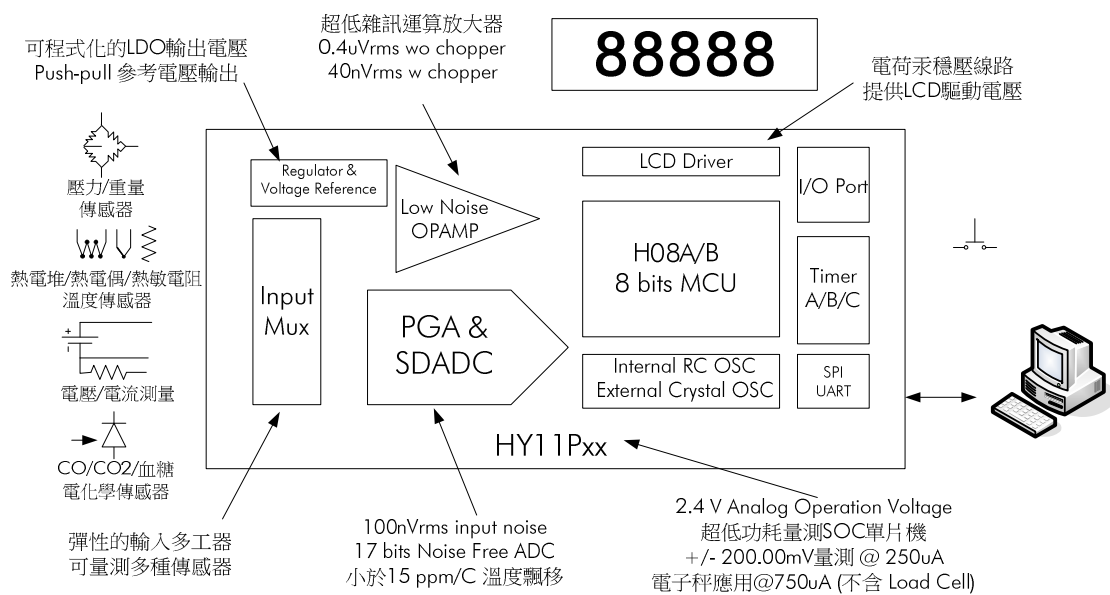 超低雜訊運算放大器
0.4uVrms wo chopper
40nVrms w chopper
88888
可程式化的LDO輸出電壓
Push-pull 參考電壓輸出
電荷汞穩壓線路
提供LCD驅動電壓
壓力/重量
傳感器
熱電堆/熱電偶/熱敏電阻
溫度傳感器
+
-
電壓/電流測量
CO/CO2/血糖
電化學傳感器
Regulator &
Voltage Reference
Low Noise
OPAMP
Input
Mux
PGA &
SDADC
LCD Driver
H08A/B
8 bits MCU
Internal RC OSC
External Crystal OSC
I/O Port
Timer
A/B/C
SPI
UART
HY11Pxx
彈性的輸入多工器
可量測多種傳感器
100nVrms input noise
17 bits Noise Free ADC
小於15 ppm/C 溫度飄移
2.4 V Analog Operation Voltage
超低功耗量測SOC單片機
+/- 200.00mV量測 @ 250uA
電子秤應用@750uA (不含 Load Cell)